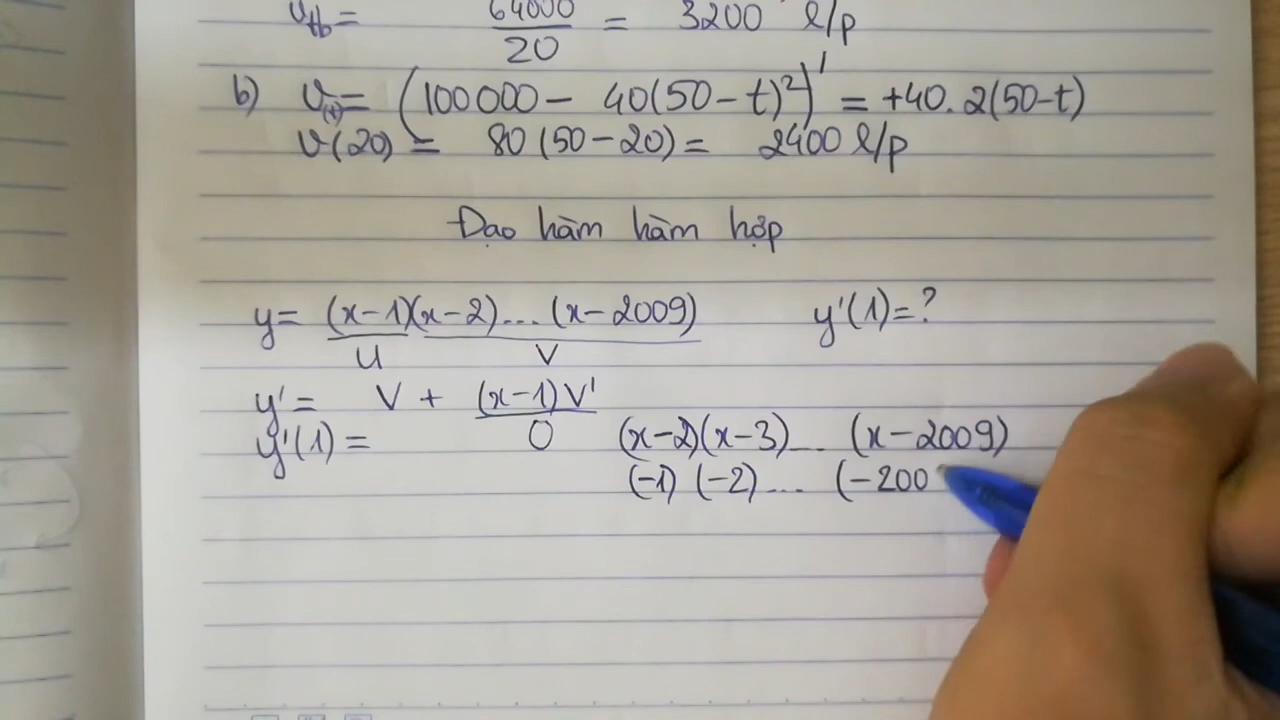 v_tb = 64000/20 = 3200 l/p
b) v(t) = (100000 - 40(50-t)²)' = +40.2(50-t)
v(20) = 80(50-20) = 2400 l/p
Đạo hàm hàm hợp
y = (x-1)(x-2)...(x-2009) y'(1)=?
u v
y' = v + (x-1)v'
y'(1) = 0 (x-2)(x-3)...(x-2009)
(-1)(-2)...(-200